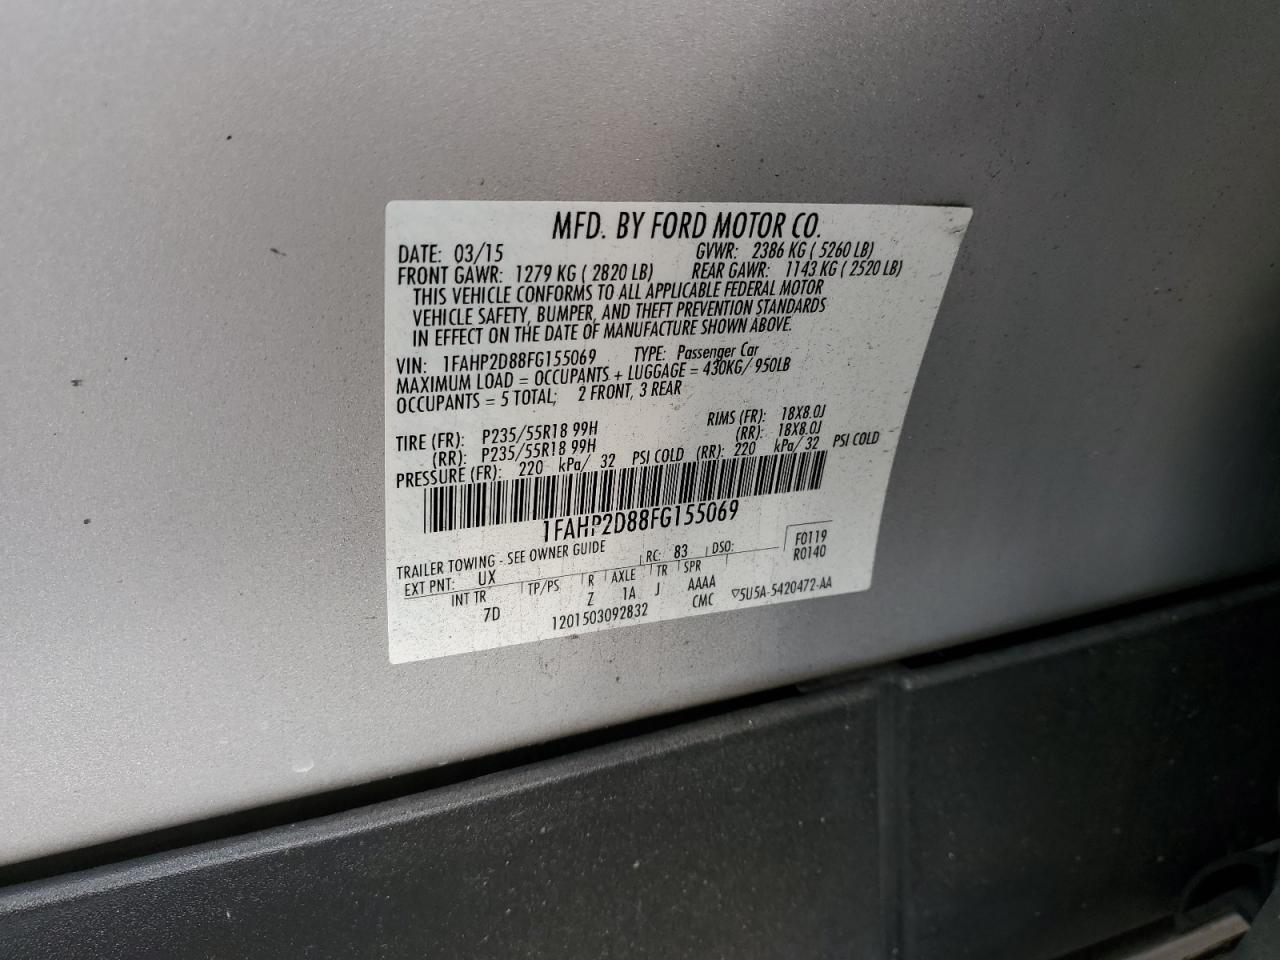 MFD. BY FORD MOTOR CO.
DATE: 03/15 GVWR: 2386 KG ( 5260 LB)
FRONT GAWR: 1279 KG ( 2820 LB) REAR GAWR: 1143 KG ( 2520 LB)
THIS VEHICLE CONFORMS TO ALL APPLICABLE FEDERAL MOTOR
VEHICLE SAFETY, BUMPER, AND THEFT PREVENTION STANDARDS
IN EFFECT ON THE DATE OF MANUFACTURE SHOWN ABOVE.
VIN: 1FAHP2D88FG155069 TYPE: Passenger Car
MAXIMUM LOAD = OCCUPANTS + LUGGAGE = 430KG/ 950LB
OCCUPANTS = 5 TOTAL; 2 FRONT, 3 REAR
TIRE (FR): P235/55R18 99H RIMS (FR): 18X8.0J
(RR): P235/55R18 99H (RR): 18X8.0J
PRESSURE (FR): 220 kPa/ 32 PSI COLD (RR): 220 kPa/ 32 PSI COLD
1FAHP2D88FG155069
TRAILER TOWING - SEE OWNER GUIDE
F0119
EXT PNT: UX RC: 83 DSO: R0140
INT TR TP/PS R AXLE TR SPR
7D Z 1A J AAAA
1201503092832 CMC ▽5U5A-5420472-AA